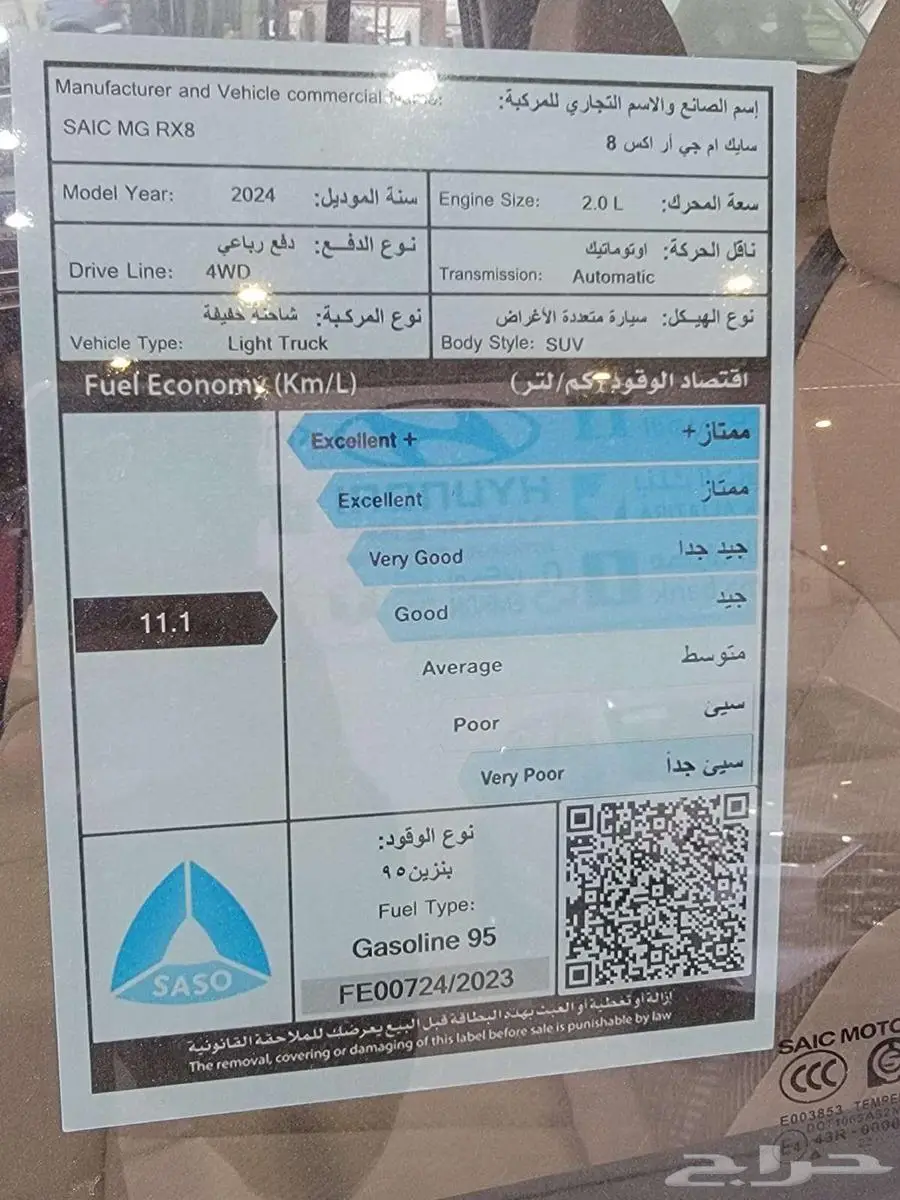 Manufacturer and Vehicle commercial
إسم الصانع والاسم التجاري للمركبة:
SAIC MG RX8
سايك ام جي أر اكس 8
Model Year: 2024 سنة الموديل:
Engine Size: 2.0 L سعة المحرك:
نوع الدفـع: دفع رباعي
Drive Line: 4WD
ناقل الحركة: اوتوماتيك
Transmission: Automatic
نوع المركبة: شاحنة خفيفة
Vehicle Type: Light Truck
نوع الهيكل: سيارة متعددة الأغراض
Body Style: SUV
Fuel Economy (Km/L)
اقتصاد الوقود (كم/لتر)
Excellent + ممتاز+
Excellent ممتاز
Very Good جيد جدا
11.1
Good جيد
Average متوسط
Poor سيئ
Very Poor سيئ جداً
نوع الوقود:
بنزين ٩٥
Fuel Type:
Gasoline 95
FE00724/2023
SASO
إزالة أو تغطية أو العبث بهذه البطاقة قبل البيع يعرضك للملاحقة القانونية
The removal, covering or damaging of this label before sale is punishable by law
SAIC MOTO
CCC
E003853 TEMPE
43R-0000
حراج